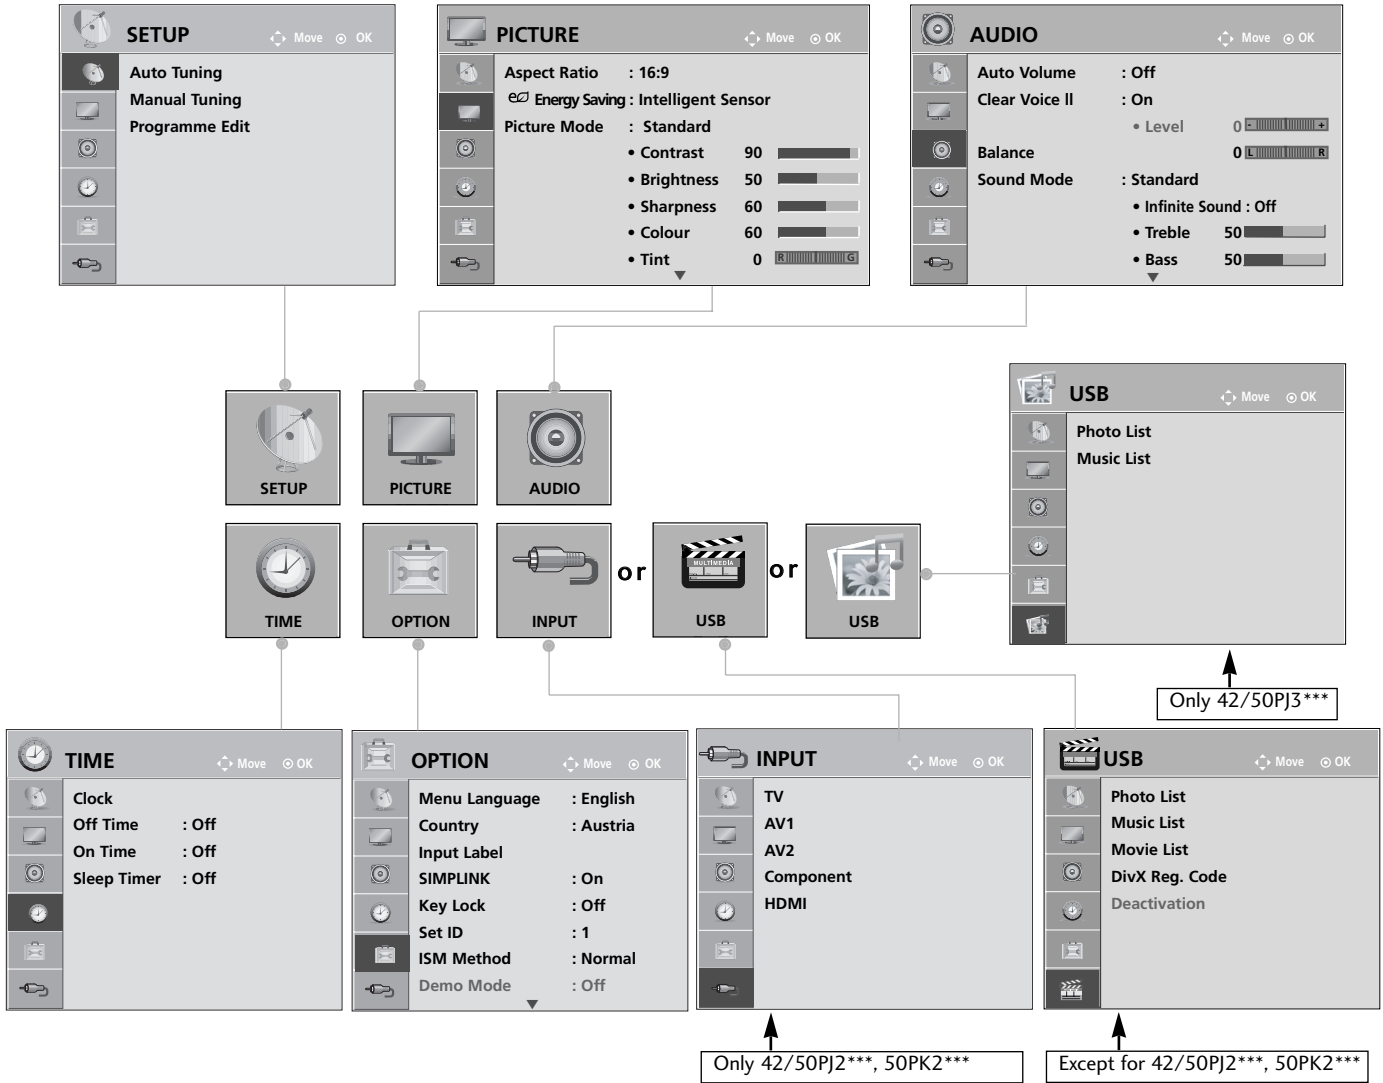 SETUP
Move OK
Auto Tuning
Manual Tuning
Programme Edit
PICTURE
Move OK
Aspect Ratio : 16:9
Energy Saving : Intelligent Sensor
Picture Mode : Standard
• Contrast 90
• Brightness 50
• Sharpness 60
• Colour 60
• Tint 0 R G
AUDIO
Move OK
Auto Volume : Off
Clear Voice ll : On
• Level 0 - +
Balance 0 L R
Sound Mode : Standard
• Infinite Sound : Off
• Treble 50
• Bass 50
SETUP
PICTURE
AUDIO
USB
Move OK
Photo List
Music List
Only 42/50PJ3***
TIME
OPTION
INPUT
or
MULTIMEDIA
USB
or
USB
TIME
Move OK
Clock
Off Time : Off
On Time : Off
Sleep Timer : Off
OPTION
Move OK
Menu Language : English
Country : Austria
Input Label
SIMPLINK : On
Key Lock : Off
Set ID : 1
ISM Method : Normal
Demo Mode : Off
INPUT
Move OK
TV
AV1
AV2
Component
HDMI
Only 42/50PJ2***, 50PK2***
USB
Move OK
Photo List
Music List
Movie List
DivX Reg. Code
Deactivation
Except for 42/50PJ2***, 50PK2***